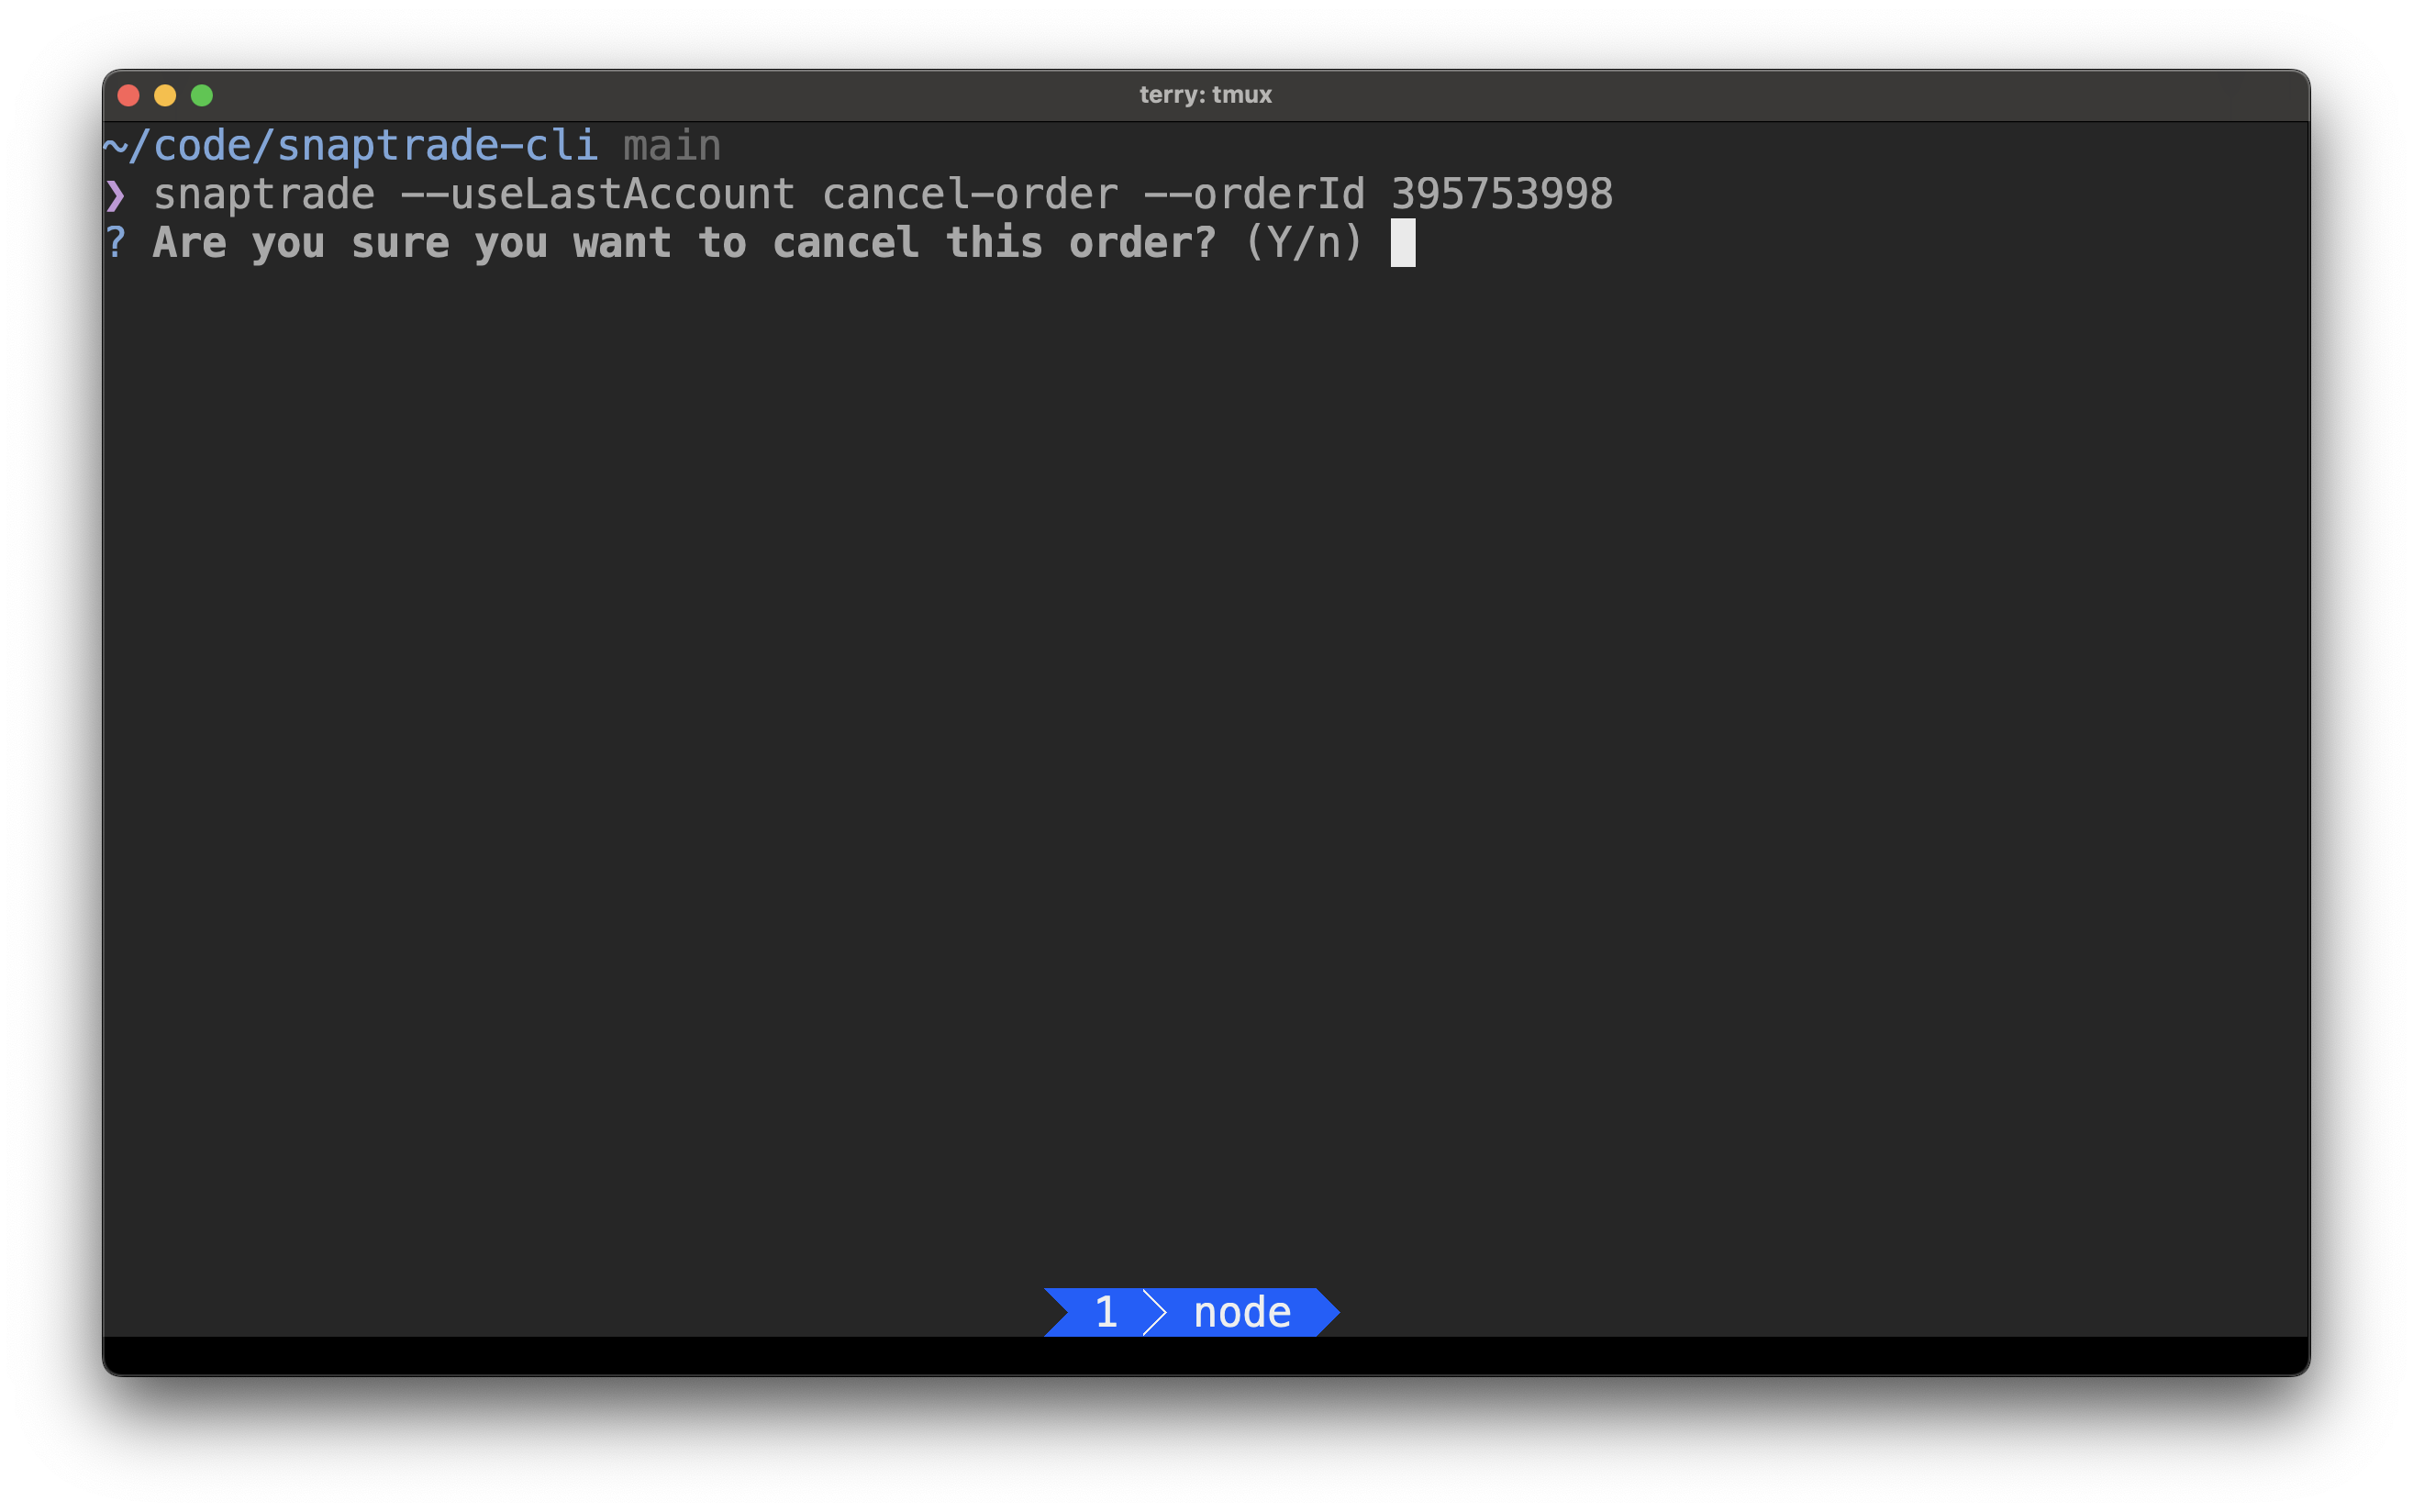 terry: tmux
~/code/snaptrade-cli main
❯ snaptrade --useLastAccount cancel-order --orderId 395753998
? Are you sure you want to cancel this order? (Y/n)
1 node